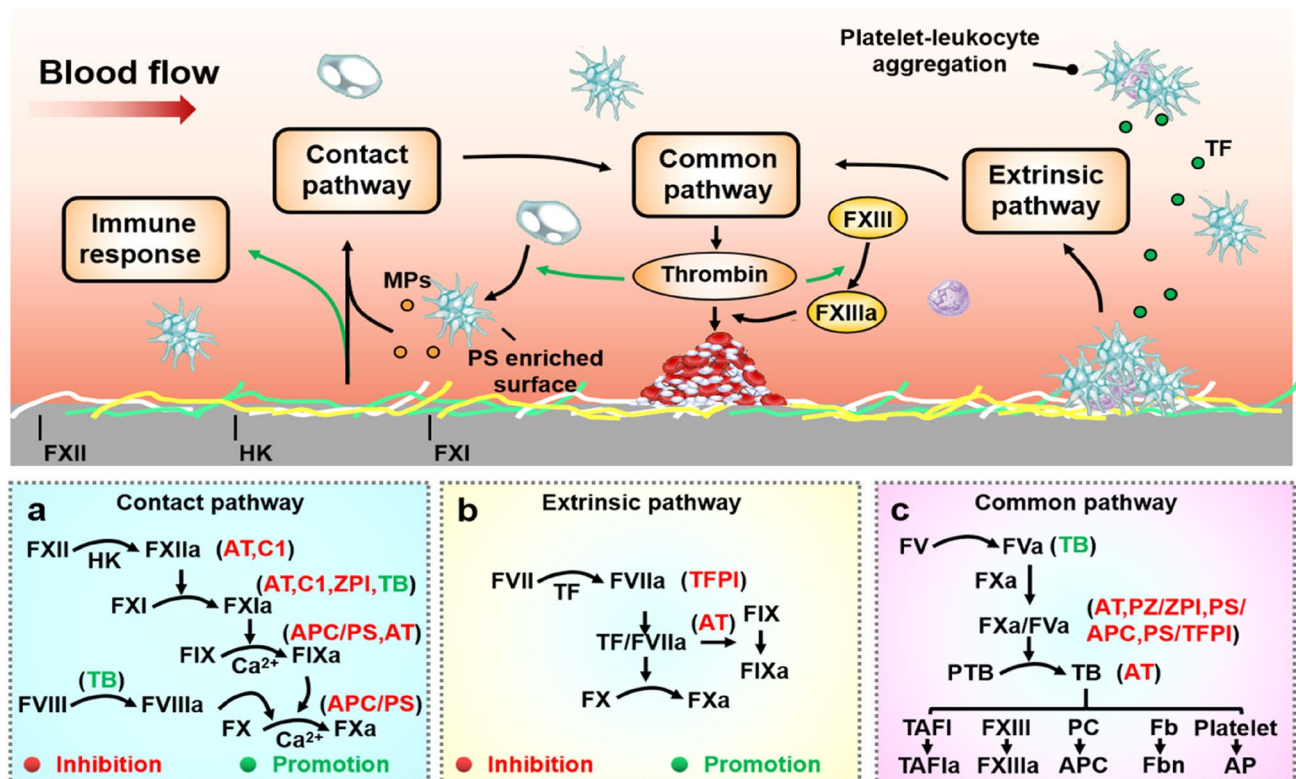 Blood flow
Platelet-leukocyte
aggregation
Contact
pathway
Common
pathway
Extrinsic
pathway
TF
Immune
response
FXIII
Thrombin
MPs
FXIIIa
PS enriched
surface
FXII
HK
FXI
a
Contact pathway
FXII
HK
FXIIa
(AT,C1)
(AT,C1,ZPI,TB)
FXI
FXIa
(APC/PS,AT)
FIX
Ca²⁺
FIXa
(TB)
(APC/PS)
FVIII
FVIIIa
FX
Ca²⁺
FXa
Inhibition
Promotion
b
Extrinsic pathway
FVII
TF
FVIIa
(TFPI)
(AT)
FIX
TF/FVIIa
FIXa
FX
FXa
Inhibition
Promotion
c
Common pathway
FV
FVa
(TB)
FXa
FXa/FVa
(AT,PZ/ZPI,PS/
APC,PS/TFPI)
PTB
TB
(AT)
TAFI
FXIII
PC
Fb
Platelet
TAFIa
FXIIIa
APC
Fbn
AP